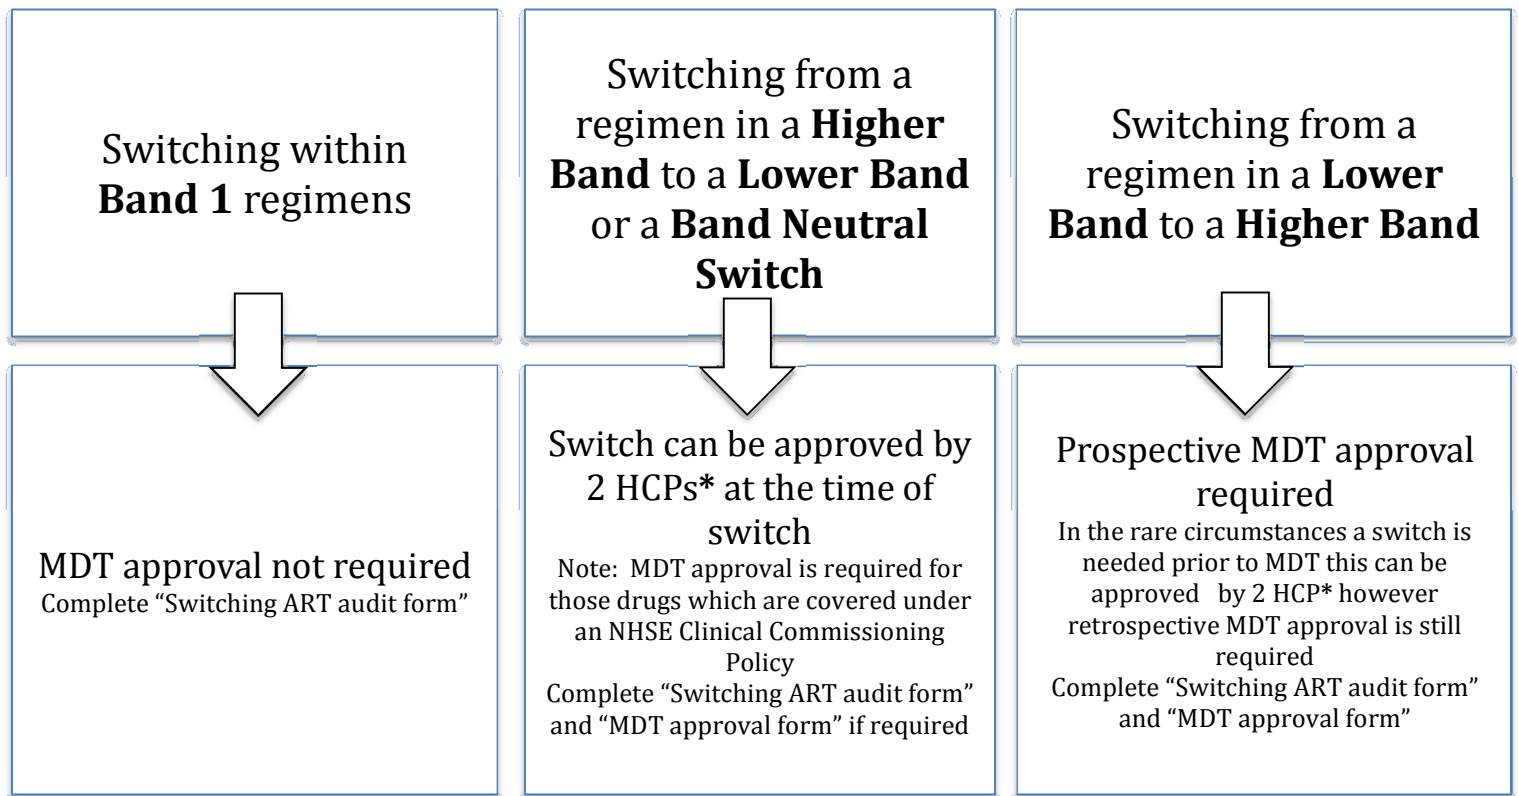 Switching within
Band 1 regimens
Switching from a
regimen in a Higher
Band to a Lower Band
or a Band Neutral
Switch
Switching from a
regimen in a Lower
Band to a Higher Band
MDT approval not required
Complete “Switching ART audit form”
Switch can be approved by
2 HCPs* at the time of
switch
Note: MDT approval is required for
those drugs which are covered under
an NHSE Clinical Commissioning
Policy
Complete “Switching ART audit form”
and “MDT approval form” if required
Prospective MDT approval
required
In the rare circumstances a switch is
needed prior to MDT this can be
approved by 2 HCP* however
retrospective MDT approval is still
required
Complete “Switching ART audit form”
and “MDT approval form”